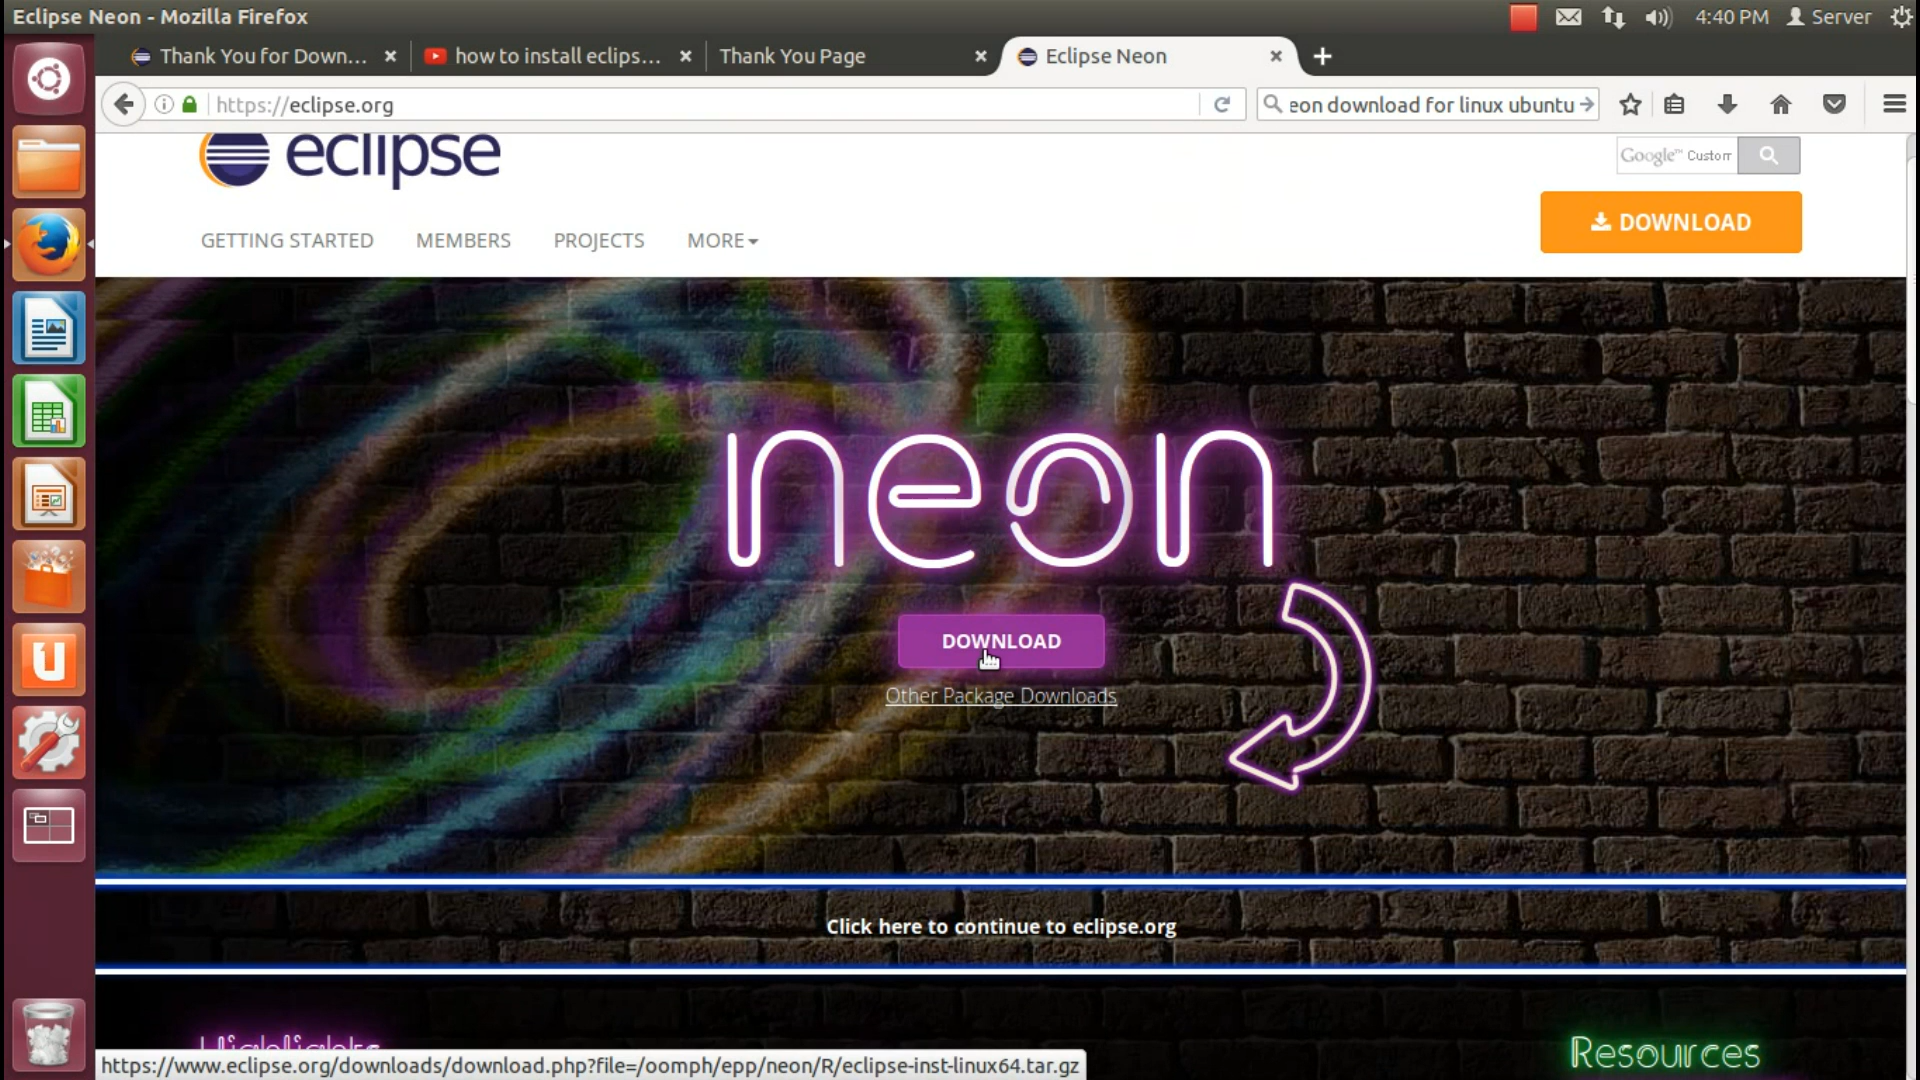 Eclipse Neon - Mozilla Firefox
4:40 PM Server
Thank You for Down...
how to install eclips...
Thank You Page
Eclipse Neon
https://eclipse.org
eon download for linux ubuntu
eclipse
Google™ Custom
DOWNLOAD
GETTING STARTED
MEMBERS
PROJECTS
MORE
neon
DOWNLOAD
Other Package Downloads
Click here to continue to eclipse.org
Highlights
Resources
https://www.eclipse.org/downloads/download.php?file=/oomph/epp/neon/R/eclipse-inst-linux64.tar.gz